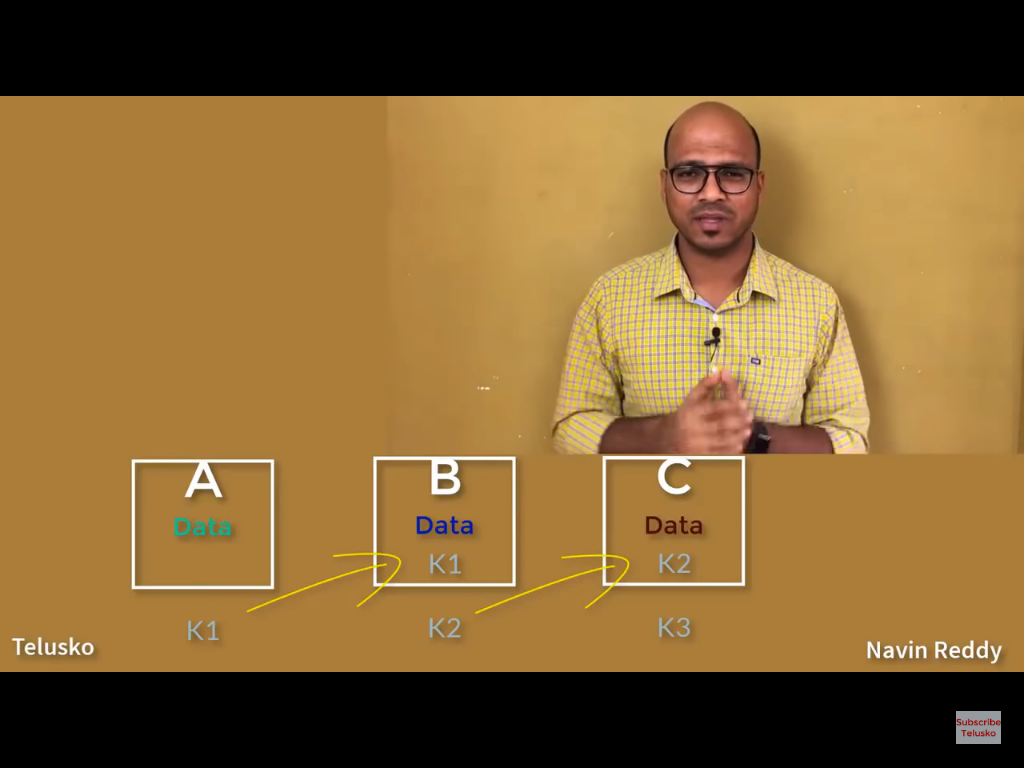 A
Data
K1
B
Data
K1
K2
C
Data
K2
K3
Telusko
Navin Reddy
Subscribe
Telusko